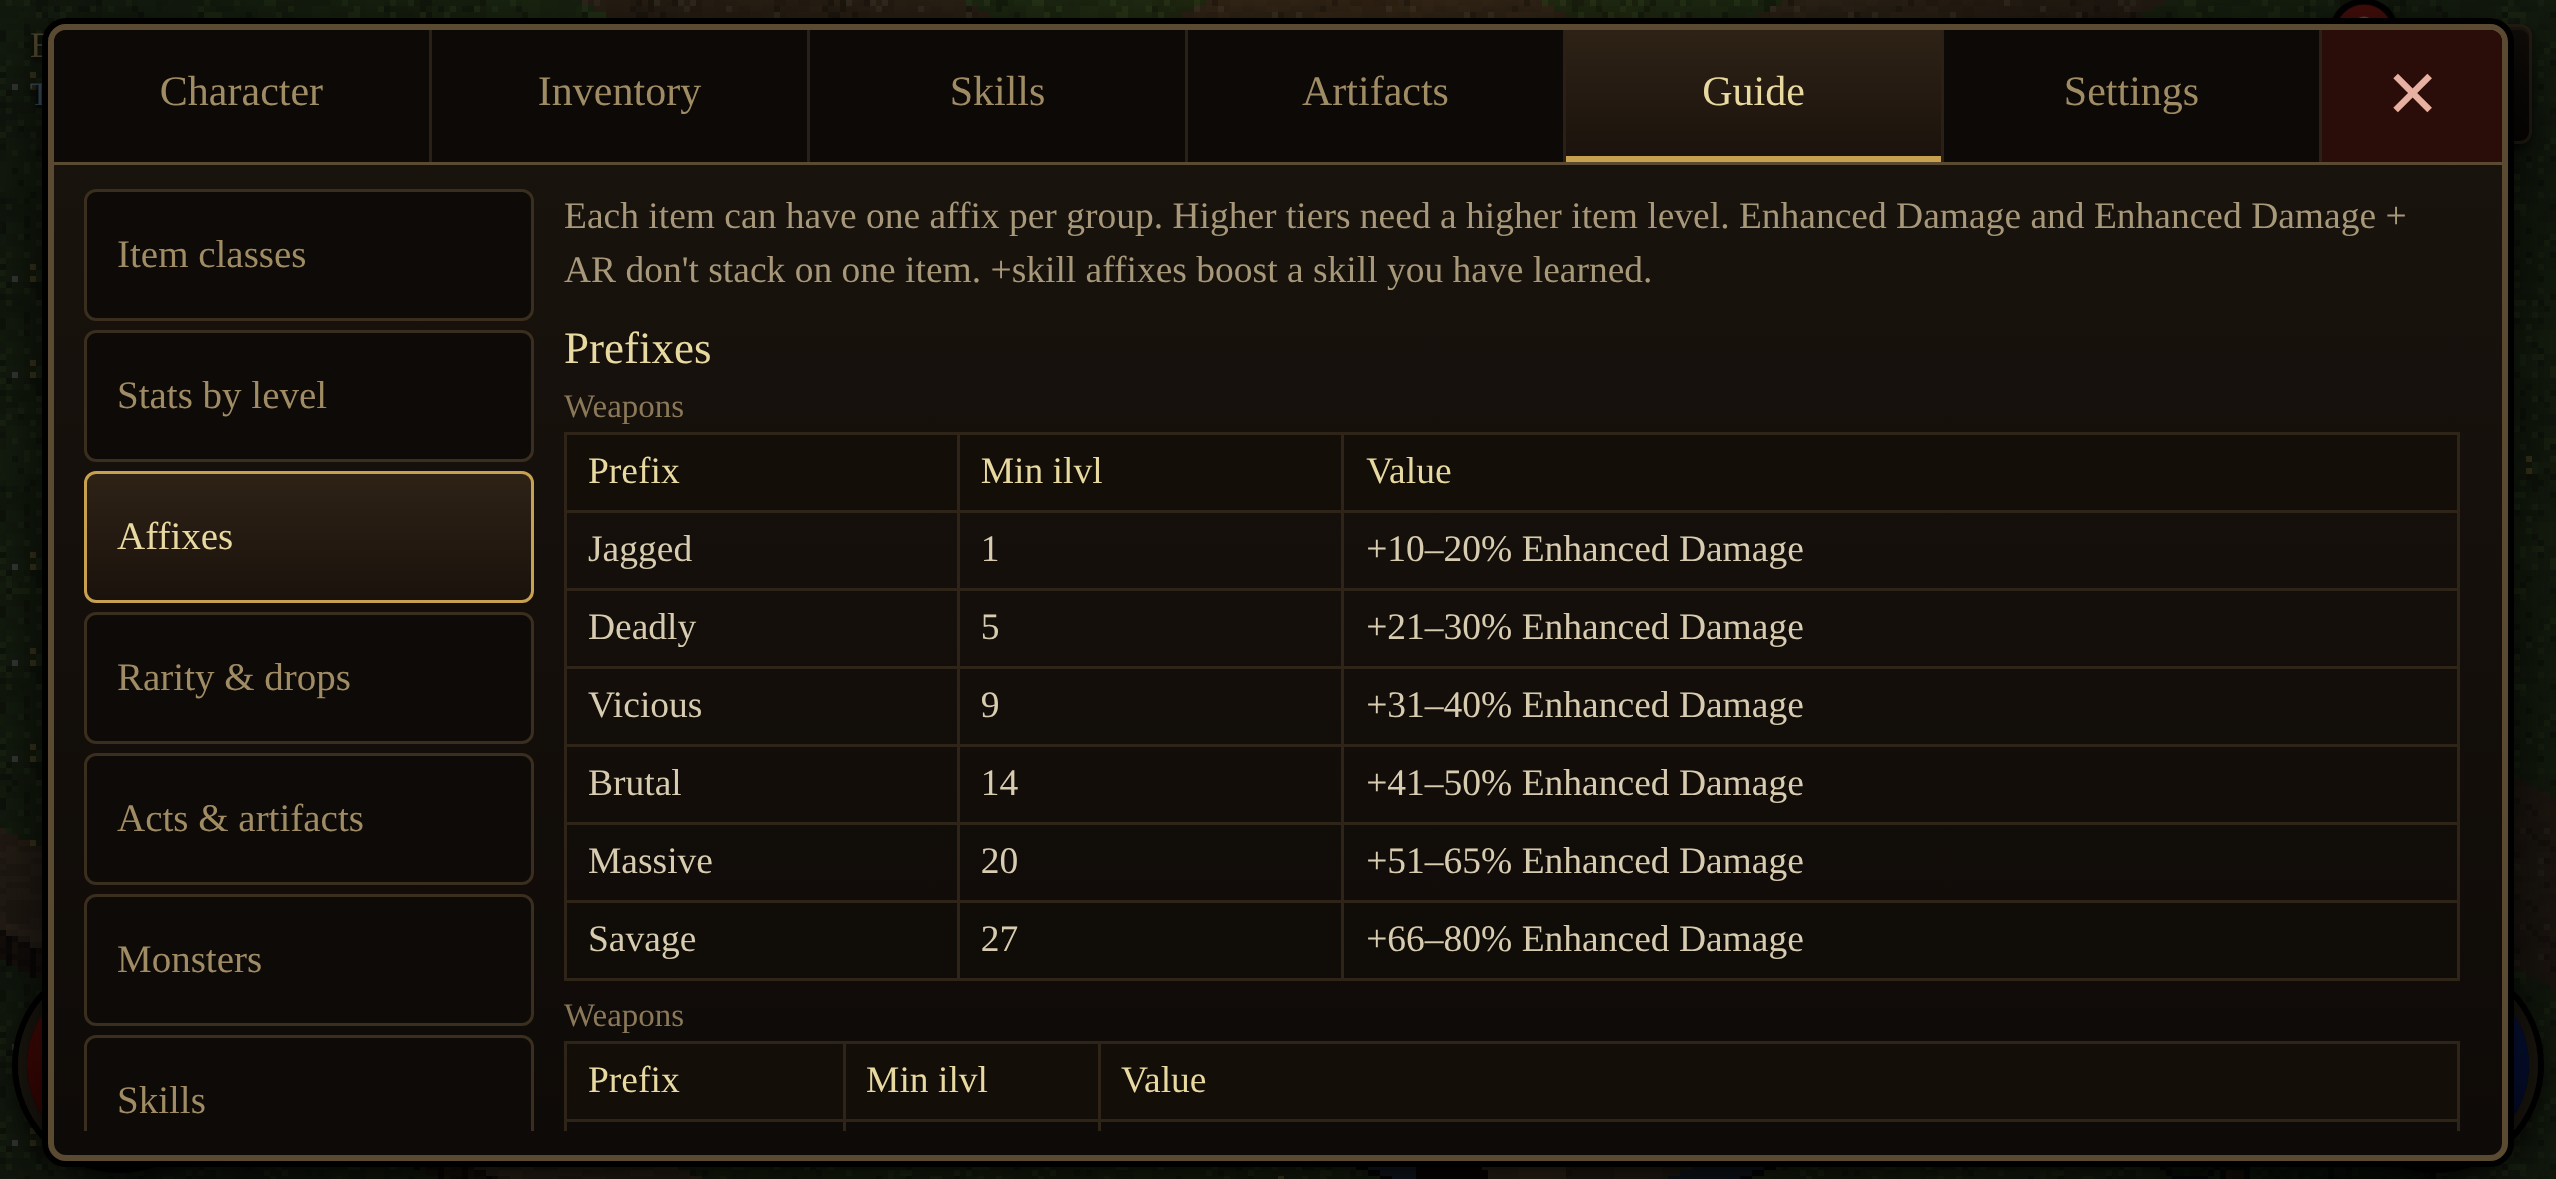 Character Inventory Skills Artifacts Guide Settings ✕
Item classes
Stats by level
Affixes
Rarity & drops
Acts & artifacts
Monsters
Skills
Each item can have one affix per group. Higher tiers need a higher item level. Enhanced Damage and Enhanced Damage +
AR don't stack on one item. +skill affixes boost a skill you have learned.
Prefixes
Weapons
Prefix Min ilvl Value
Jagged 1 +10–20% Enhanced Damage
Deadly 5 +21–30% Enhanced Damage
Vicious 9 +31–40% Enhanced Damage
Brutal 14 +41–50% Enhanced Damage
Massive 20 +51–65% Enhanced Damage
Savage 27 +66–80% Enhanced Damage
Weapons
Prefix Min ilvl Value